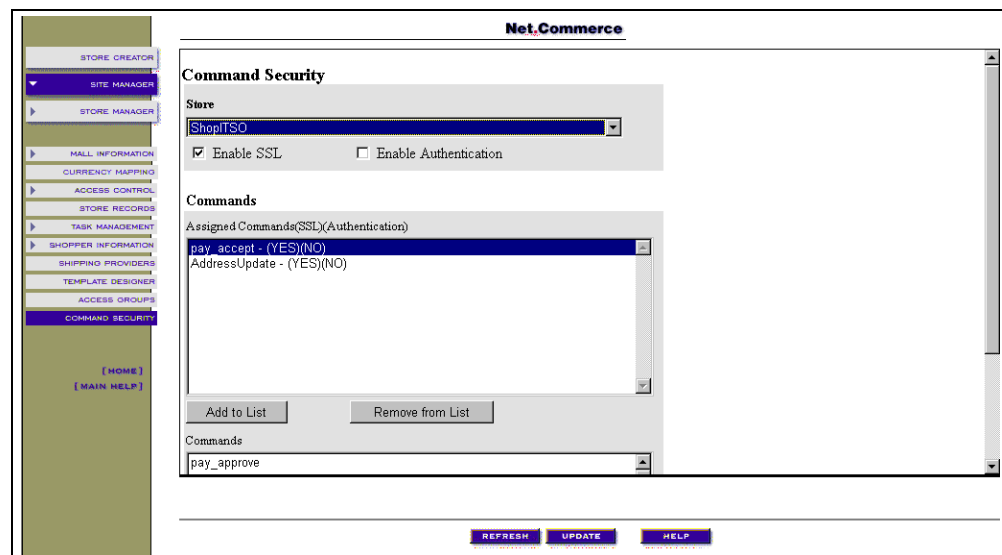 Net.Commerce
STORE CREATOR
SITE MANAGER
STORE MANAGER
MALL INFORMATION
CURRENCY MAPPING
ACCESS CONTROL
STORE RECORDS
TASK MANAGEMENT
SHOPPER INFORMATION
SHIPPING PROVIDERS
TEMPLATE DESIGNER
ACCESS GROUPS
COMMAND SECURITY
[HOME]
[MAIN HELP]
Command Security
Store
ShopITSO
Enable SSL Enable Authentication
Commands
Assigned Commands(SSL)(Authentication)
pay_accept - (YES)(NO)
AddressUpdate - (YES)(NO)
Add to List Remove from List
Commands
pay_approve
REFRESH UPDATE HELP